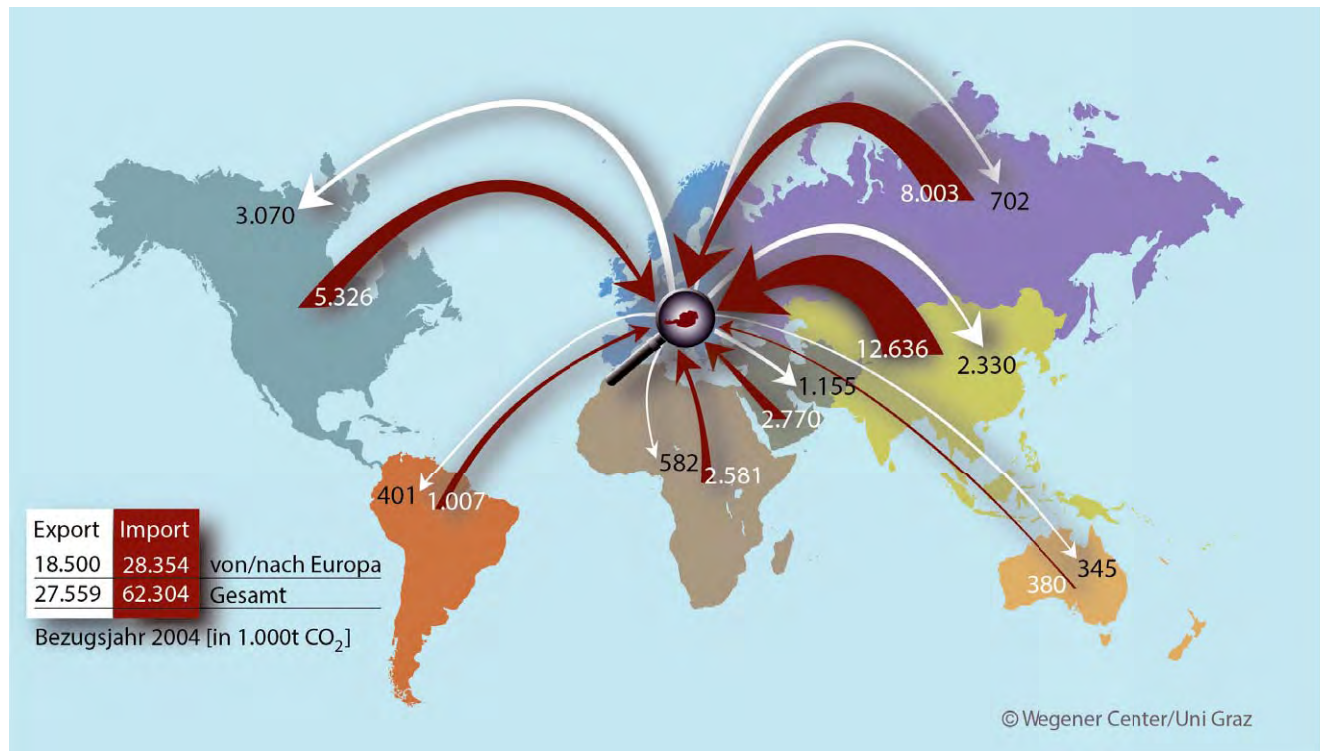 3.070
5.326
8.003
702
12.636
2.330
1.155
2.770
582
2.581
401
1.007
345
380
Export Import
18.500 28.354 von/nach Europa
27.559 62.304 Gesamt
Bezugsjahr 2004 [in 1.000t CO₂]
© Wegener Center/Uni Graz